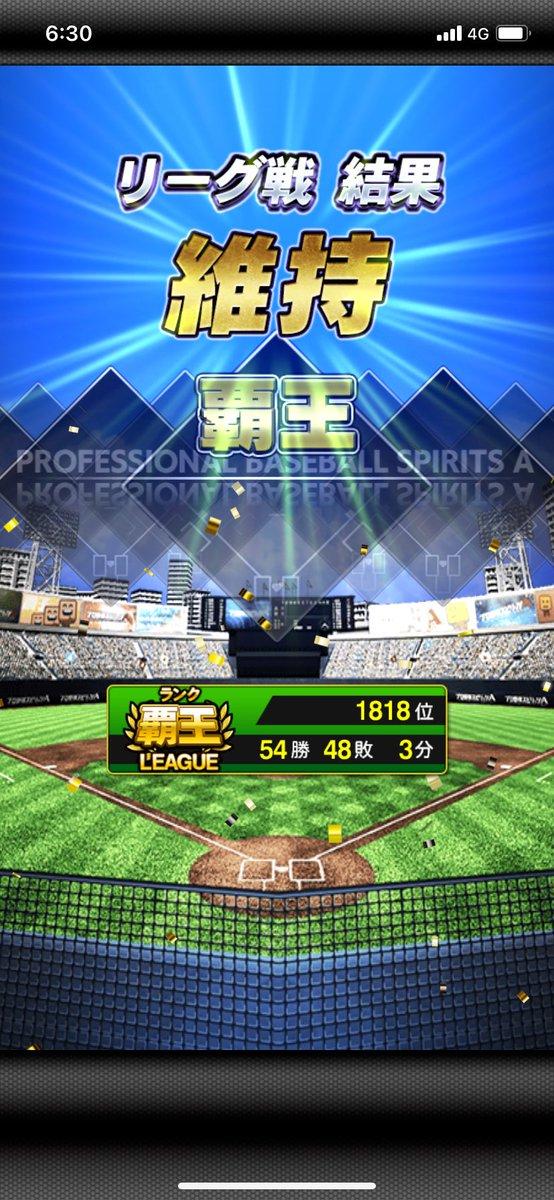 6:30
4G
リーグ戦 結果
維持
覇王
PROFESSIONAL BASEBALL SPIRITS A
ランク
覇王
LEAGUE
1818位
54勝 48敗 3分